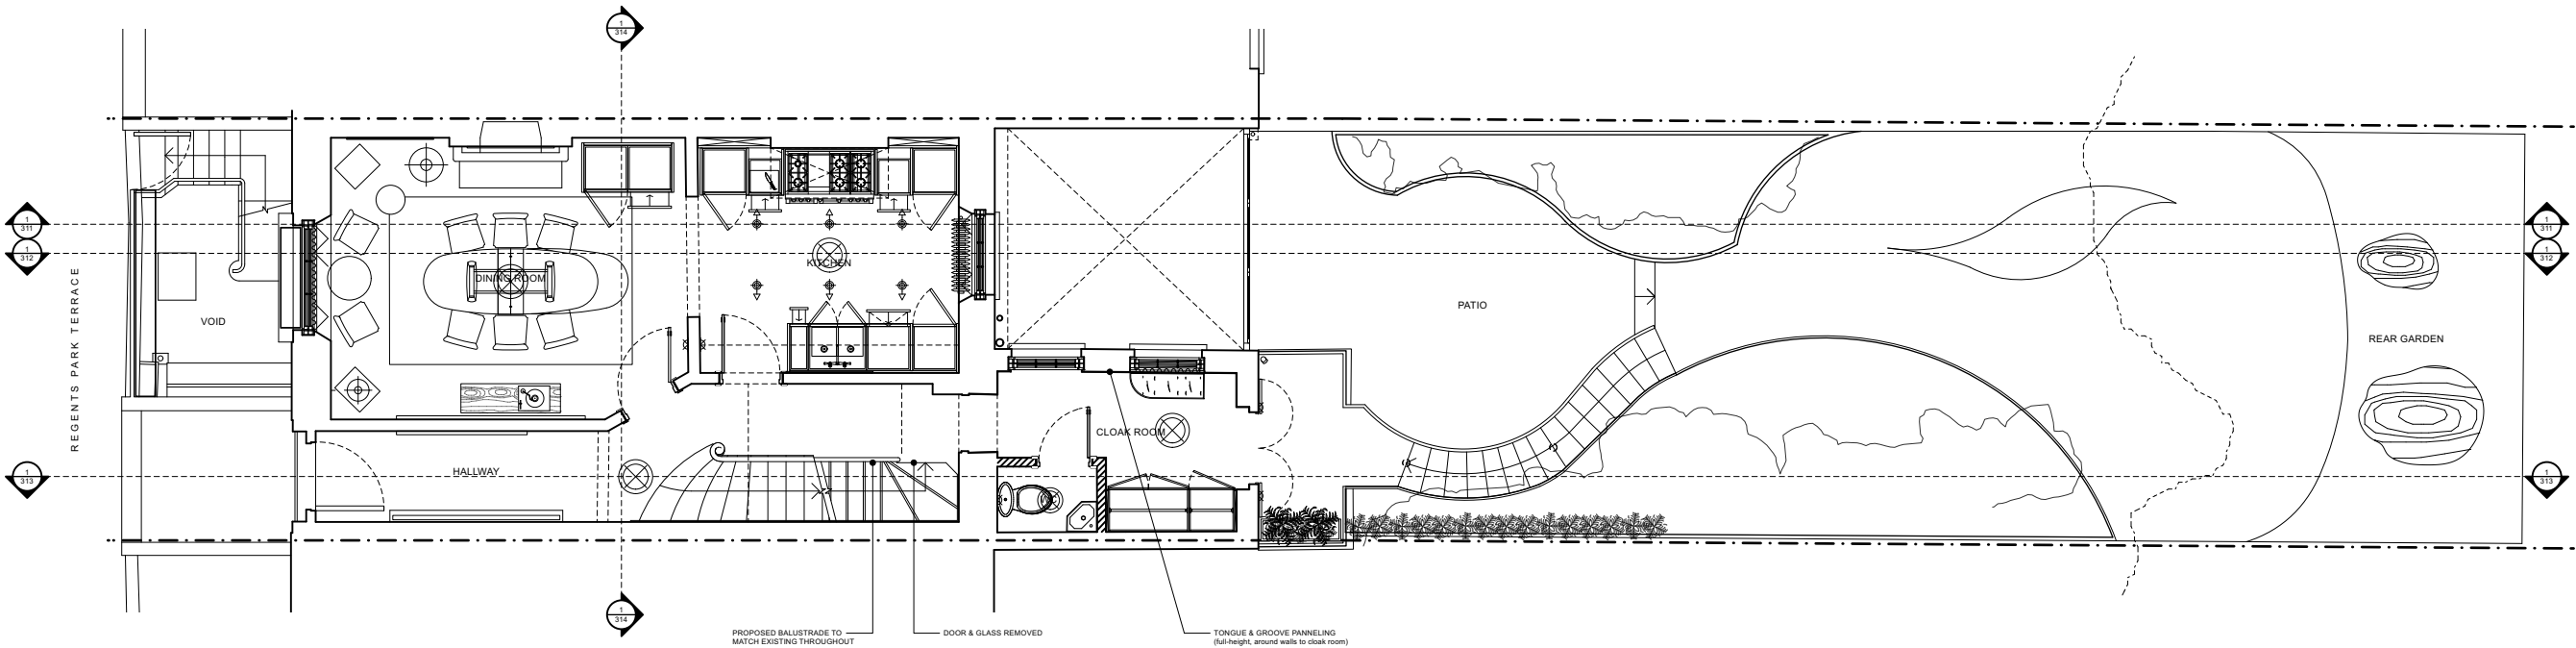 1
314
1
311
1
312
1
313
REGENTS PARK TERRACE
VOID
DINING ROOM
KITCHEN
HALLWAY
CLOAK ROOM
PATIO
REAR GARDEN
1
311
1
312
1
313
1
314
PROPOSED BALUSTRADE TO
MATCH EXISTING THROUGHOUT
DOOR & GLASS REMOVED
TONGUE & GROOVE PANNELING
(full-height, around walls to cloak room)